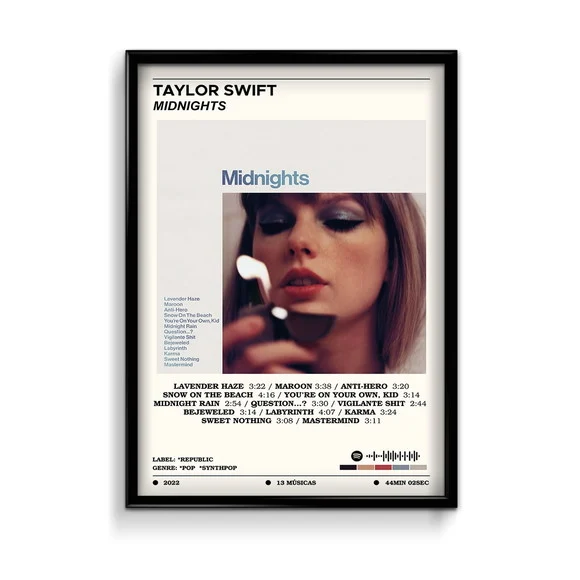 TAYLOR SWIFT
MIDNIGHTS
Midnights
Lavender Haze
Maroon
Anti-Hero
Snow On The Beach
You're On Your Own, Kid
Midnight Rain
Question...?
Vigilante Shit
Bejeweled
Labyrinth
Karma
Sweet Nothing
Mastermind
LAVENDER HAZE 3:22 / MAROON 3:38 / ANTI-HERO 3:20
SNOW ON THE BEACH 4:16 / YOU'RE ON YOUR OWN, KID 3:14
MIDNIGHT RAIN 2:54 / QUESTION...? 3:30 / VIGILANTE SHIT 2:44
BEJEWELED 3:14 / LABYRINTH 4:07 / KARMA 3:24
SWEET NOTHING 3:08 / MASTERMIND 3:11
LABEL: *REPUBLIC
GENRE: *POP *SYNTHPOP
2022
13 MÚSICAS
44MIN 02SEC